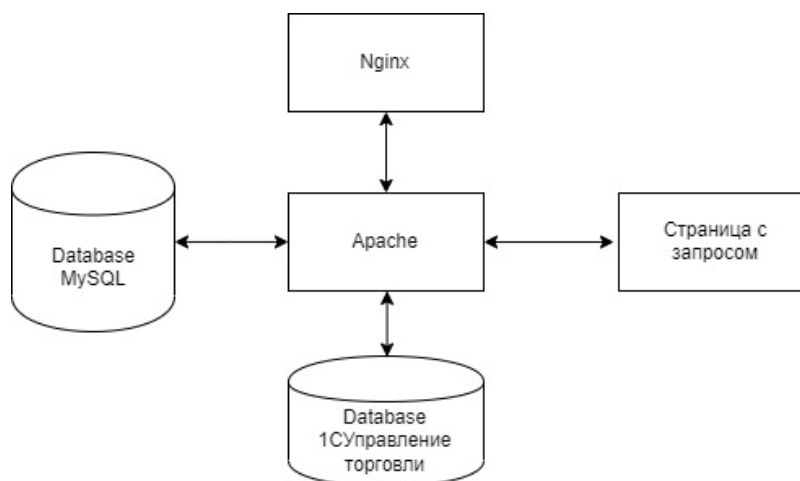 Nginx
Database
MySQL
Apache
Страница с
запросом
Database
1СУправление
торговли